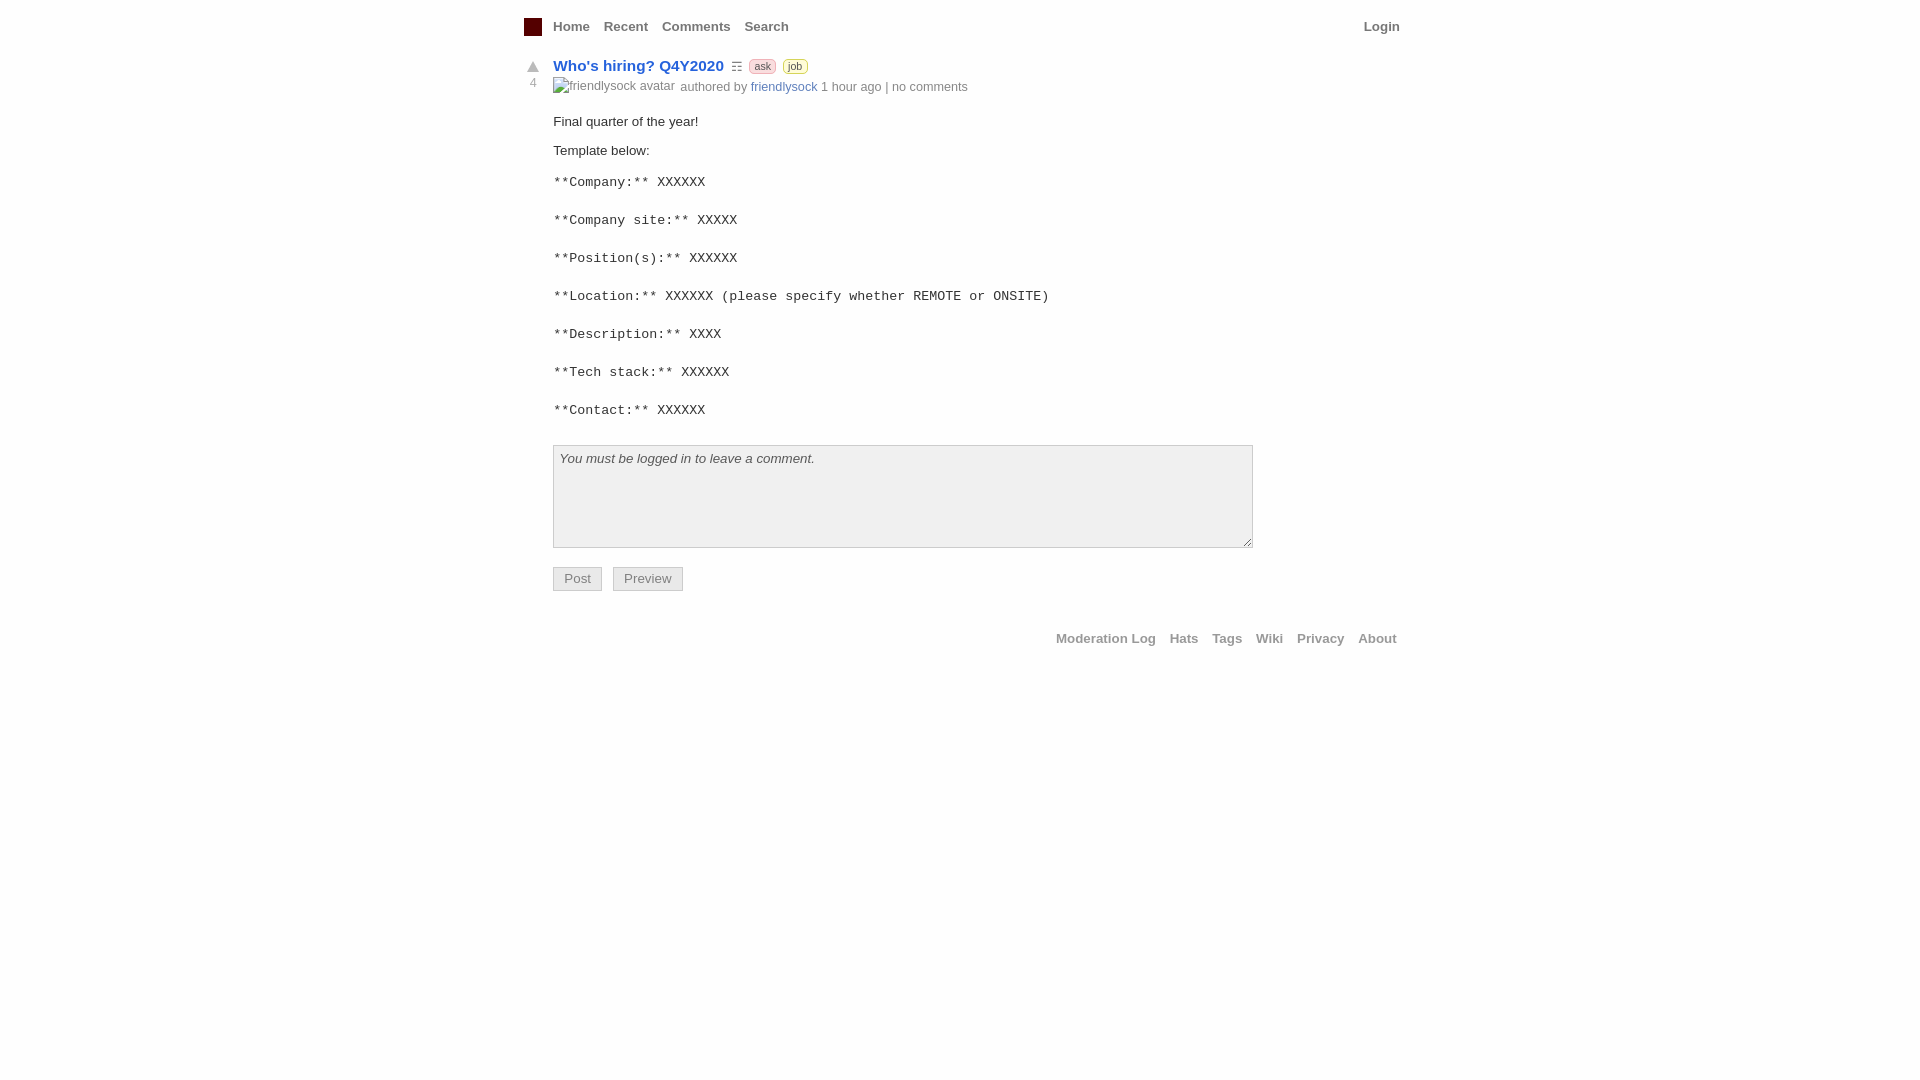 Home Recent Comments Search Login
Who's hiring? Q4Y2020 ☶ ask job
4
friendlysock avatar authored by friendlysock 1 hour ago | no comments
Final quarter of the year!
Template below:
**Company:** XXXXXX
**Company site:** XXXXX
**Position(s):** XXXXXX
**Location:** XXXXXX (please specify whether REMOTE or ONSITE)
**Description:** XXXX
**Tech stack:** XXXXXX
**Contact:** XXXXXX
You must be logged in to leave a comment.
Post Preview
Moderation Log Hats Tags Wiki Privacy About